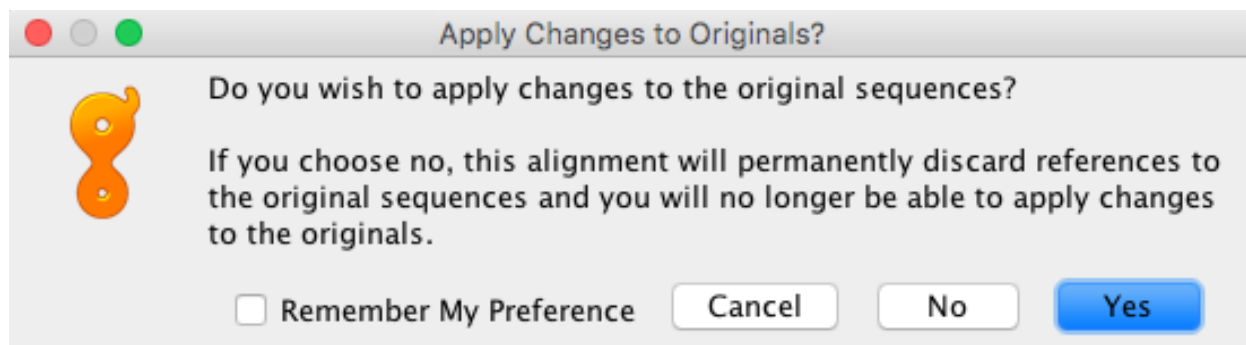 Apply Changes to Originals?
Do you wish to apply changes to the original sequences?
If you choose no, this alignment will permanently discard references to
the original sequences and you will no longer be able to apply changes
to the originals.
Remember My Preference Cancel No Yes